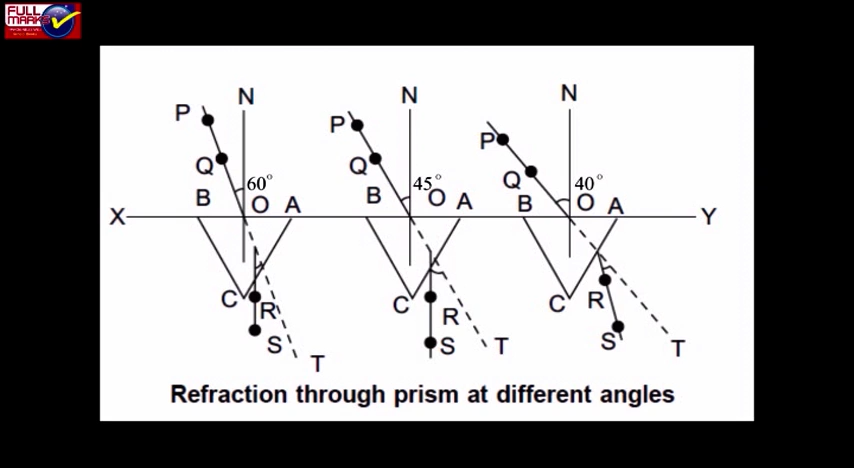 FULL
MARKS
P N N P N P N
Q 60° Q 45° Q 40°
B O A B O A B O A
X Y
C R C R C R
S T S T S T
Refraction through prism at different angles